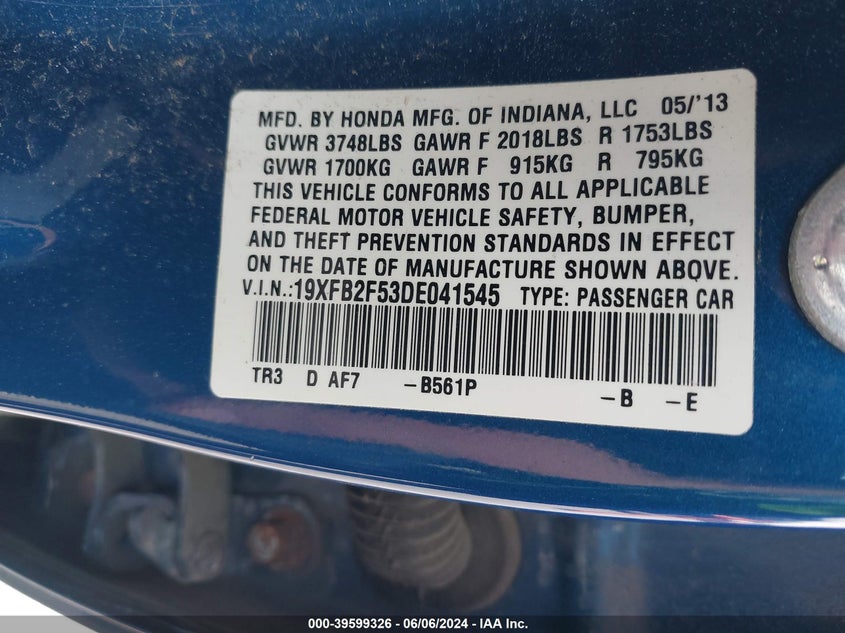 MFD. BY HONDA MFG. OF INDIANA, LLC 05/'13
GVWR 3748LBS GAWR F 2018LBS R 1753LBS
GVWR 1700KG GAWR F 915KG R 795KG
THIS VEHICLE CONFORMS TO ALL APPLICABLE
FEDERAL MOTOR VEHICLE SAFETY, BUMPER,
AND THEFT PREVENTION STANDARDS IN EFFECT
ON THE DATE OF MANUFACTURE SHOWN ABOVE.
V.I.N.:19XFB2F53DE041545 TYPE: PASSENGER CAR
TR3 D AF7 -B561P -B -E
000-39599326 - 06/06/2024 - IAA Inc.